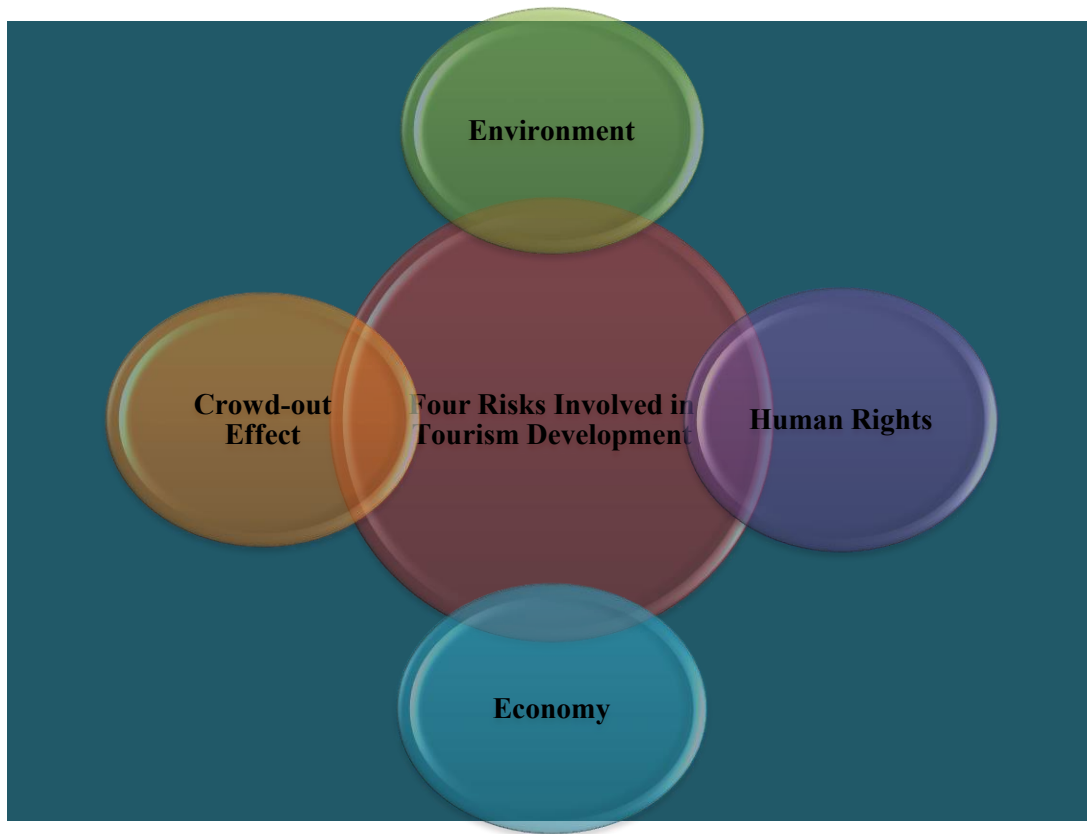 Environment
Crowd-out
Effect
Four Risks Involved in
Tourism Development
Human Rights
Economy